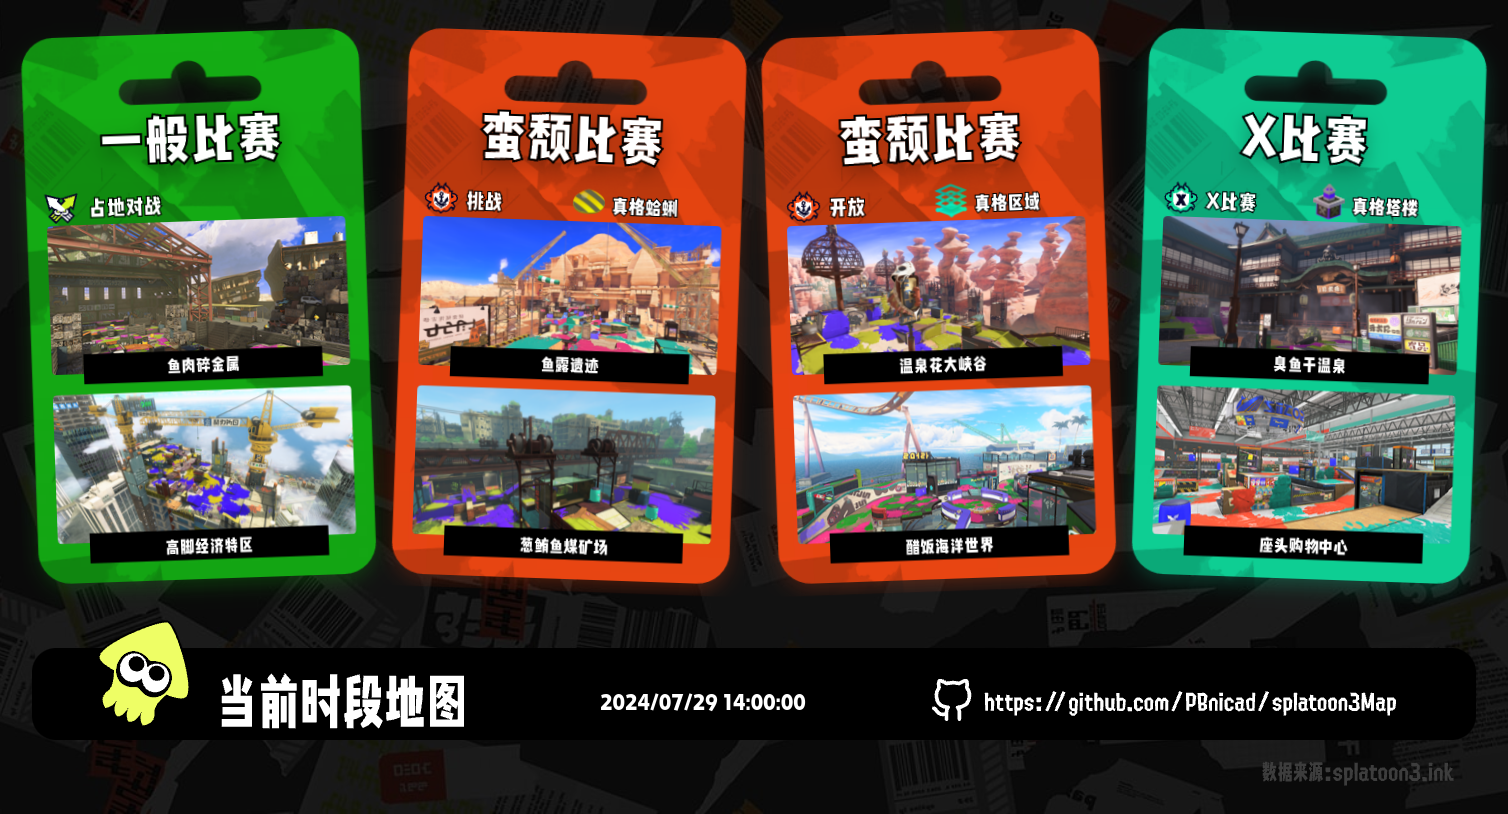 一般比赛
占地对战
鱼肉碎金属
高脚经济特区
蛮颓比赛
挑战
真格蛤蜊
鱼露遗迹
葱鲔鱼煤矿场
蛮颓比赛
开放
真格区域
温泉花大峡谷
醋饭海洋世界
X比赛
X比赛
真格塔楼
臭鱼干温泉
座头购物中心
当前时段地图
2024/07/29 14:00:00
https://github.com/PBnicad/splatoon3Map
数据来源:splatoon3.ink